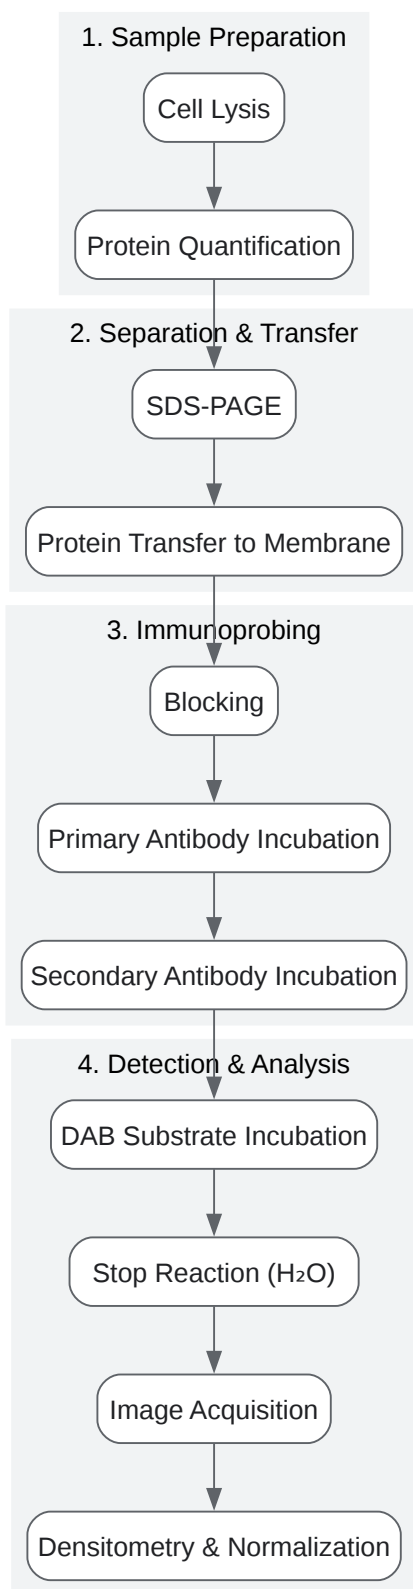 1. Sample Preparation
Cell Lysis
Protein Quantification
2. Separation & Transfer
SDS-PAGE
Protein Transfer to Membrane
3. Immunoprobing
Blocking
Primary Antibody Incubation
Secondary Antibody Incubation
4. Detection & Analysis
DAB Substrate Incubation
Stop Reaction (H₂O)
Image Acquisition
Densitometry & Normalization